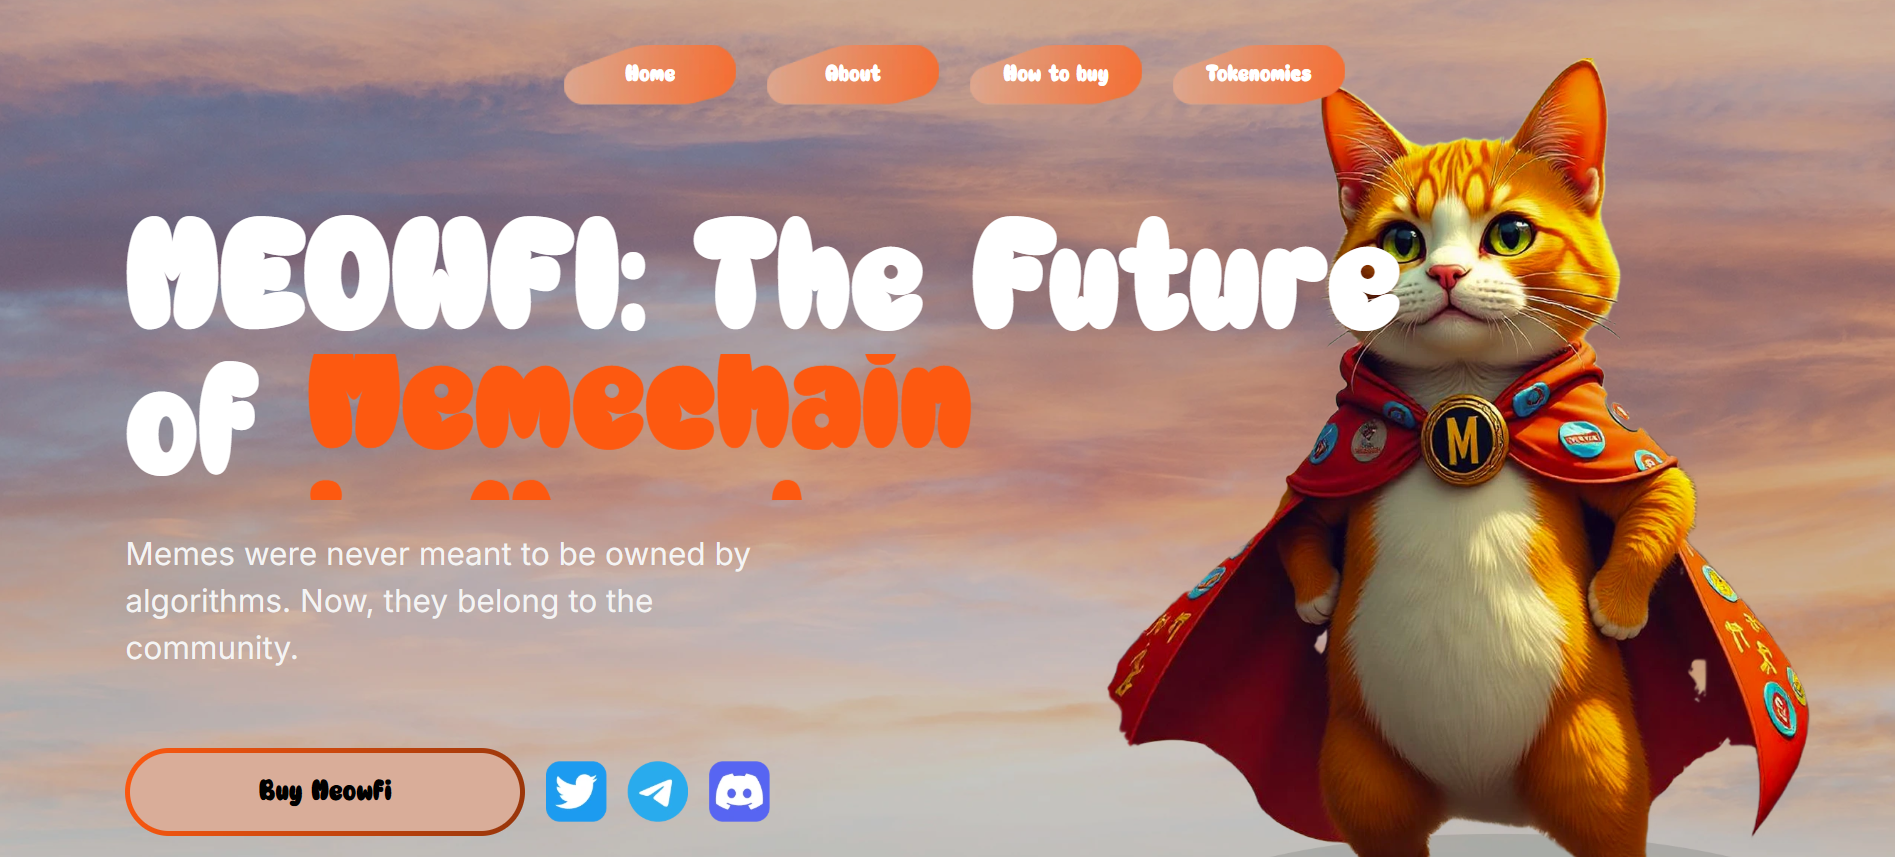 Home About How to buy Tokenomics
MEOWFI: The Future
of Memechain
Memes were never meant to be owned by
algorithms. Now, they belong to the
community.
Buy Meowfi
M